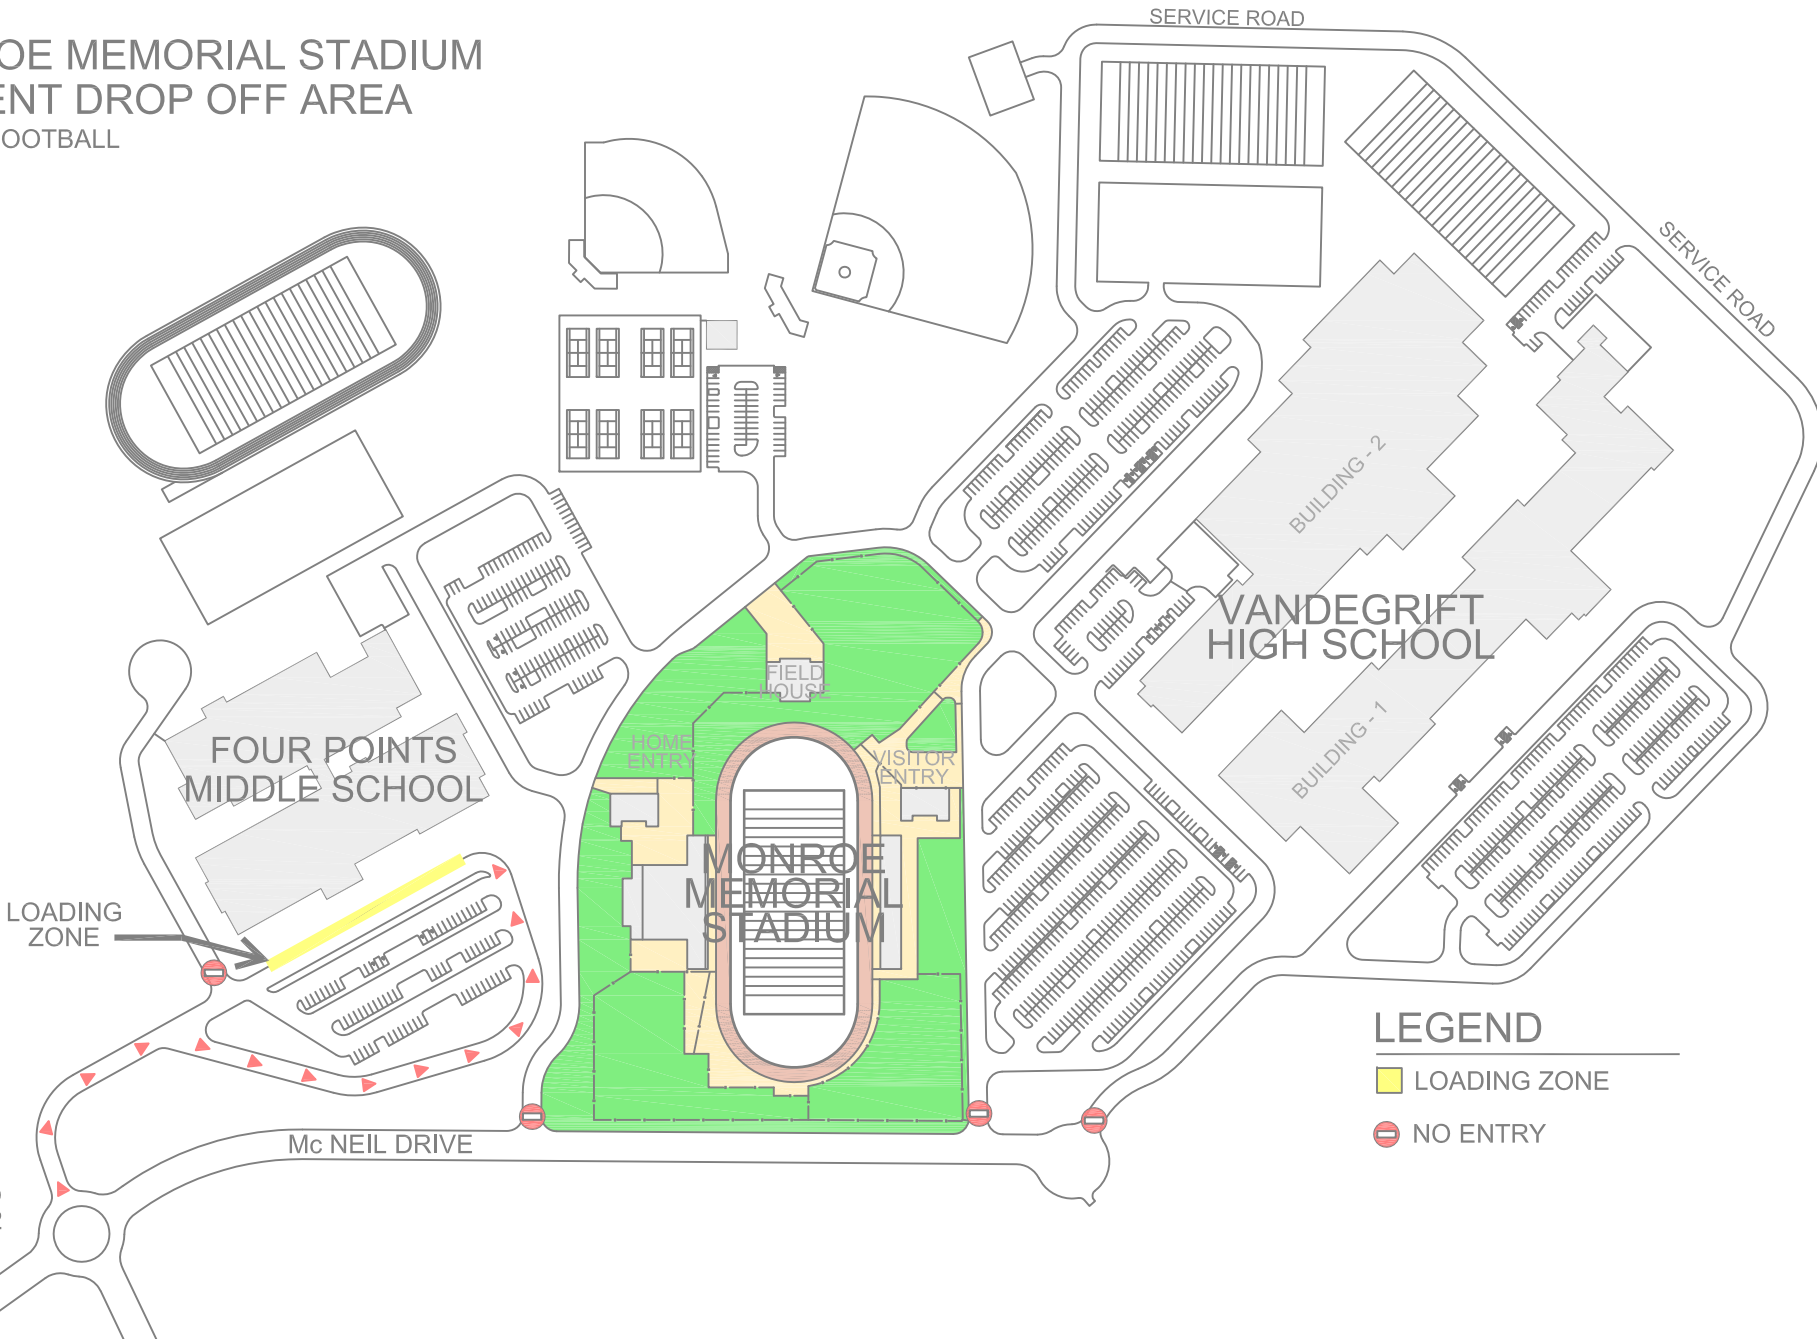 OE MEMORIAL STADIUM
ENT DROP OFF AREA
OOTBALL
SERVICE ROAD
SERVICE ROAD
BUILDING - 2
VANDEGRIFT
HIGH SCHOOL
BUILDING - 1
FIELD
HOUSE
HOME
ENTRY
VISITOR
ENTRY
FOUR POINTS
MIDDLE SCHOOL
MONROE
MEMORIAL
STADIUM
LOADING
ZONE
Mc NEIL DRIVE
LEGEND
LOADING ZONE
NO ENTRY